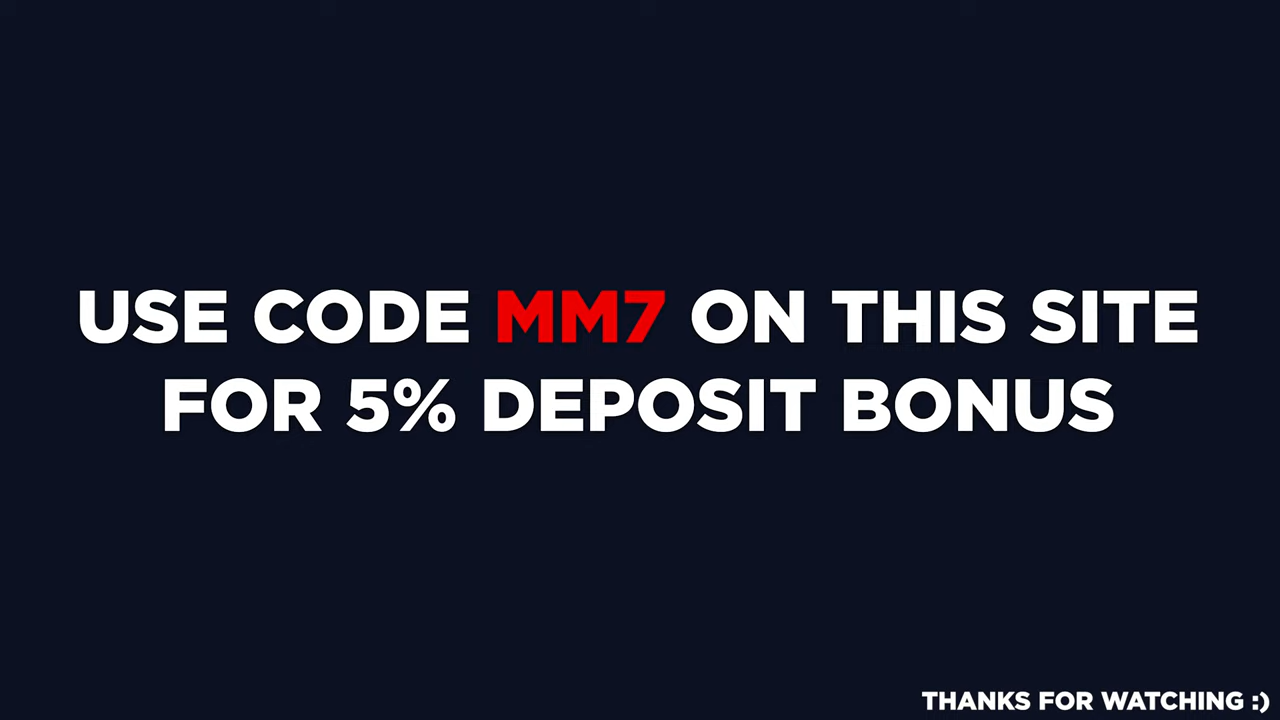 USE CODE MM7 ON THIS SITE
FOR 5% DEPOSIT BONUS
THANKS FOR WATCHING :)